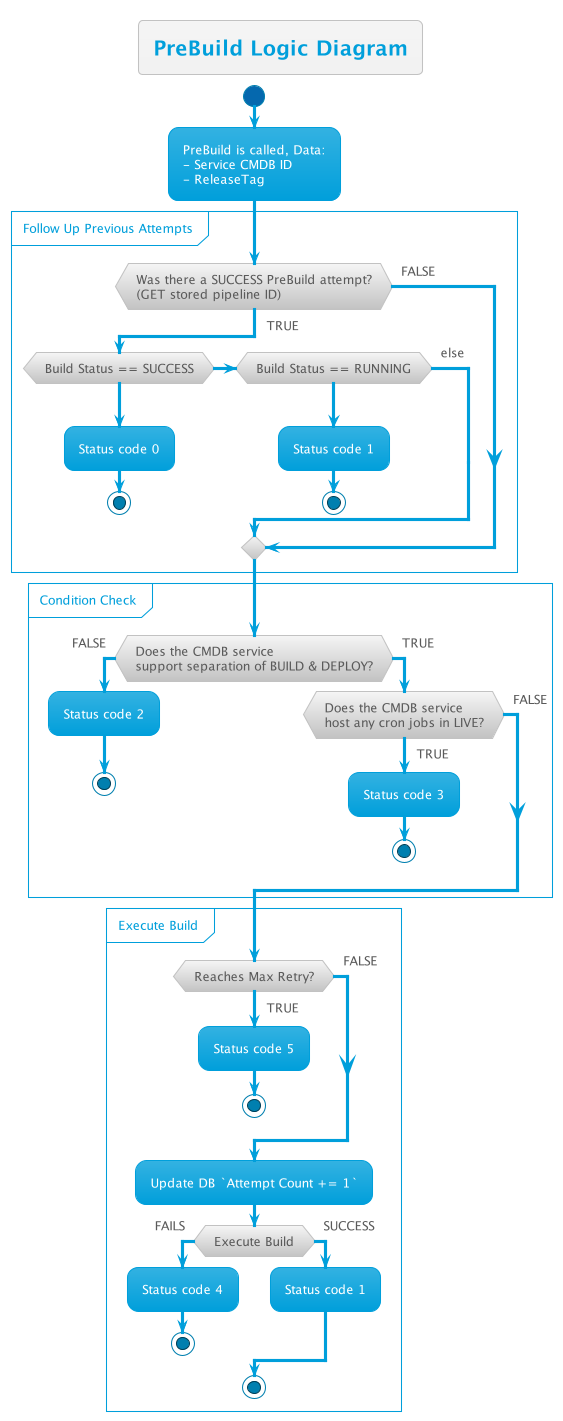 PreBuild Logic Diagram
PreBuild is called, Data:
- Service CMDB ID
- ReleaseTag
Follow Up Previous Attempts
Was there a SUCCESS PreBuild attempt?
(GET stored pipeline ID)
FALSE
TRUE
Build Status == SUCCESS
Build Status == RUNNING
else
Status code 0
Status code 1
Condition Check
Does the CMDB service
support separation of BUILD & DEPLOY?
FALSE
TRUE
Status code 2
Does the CMDB service
host any cron jobs in LIVE?
FALSE
TRUE
Status code 3
Execute Build
Reaches Max Retry?
FALSE
TRUE
Status code 5
Update DB `Attempt Count += 1`
Execute Build
FAILS
SUCCESS
Status code 4
Status code 1